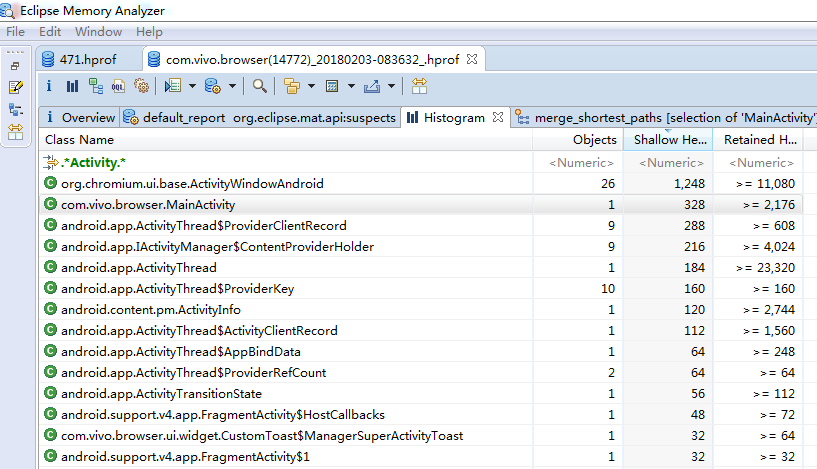 Eclipse Memory Analyzer
File Edit Window Help
471.hprof com.vivo.browser(14772)_20180203-083632_.hprof
i OQL
i Overview default_report org.eclipse.mat.api:suspects Histogram merge_shortest_paths [selection of 'MainActivity']
Class Name Objects Shallow He... Retained H...
.*Activity.* <Numeric> <Numeric> <Numeric>
org.chromium.ui.base.ActivityWindowAndroid 26 1,248 >= 11,080
com.vivo.browser.MainActivity 1 328 >= 2,176
android.app.ActivityThread$ProviderClientRecord 9 288 >= 608
android.app.IActivityManager$ContentProviderHolder 9 216 >= 4,024
android.app.ActivityThread 1 184 >= 23,320
android.app.ActivityThread$ProviderKey 10 160 >= 160
android.content.pm.ActivityInfo 1 120 >= 2,744
android.app.ActivityThread$ActivityClientRecord 1 112 >= 1,560
android.app.ActivityThread$AppBindData 1 64 >= 248
android.app.ActivityThread$ProviderRefCount 2 64 >= 64
android.app.ActivityTransitionState 1 56 >= 112
android.support.v4.app.FragmentActivity$HostCallbacks 1 48 >= 72
com.vivo.browser.ui.widget.CustomToast$ManagerSuperActivityToast 1 32 >= 64
android.support.v4.app.FragmentActivity$1 1 32 >= 32